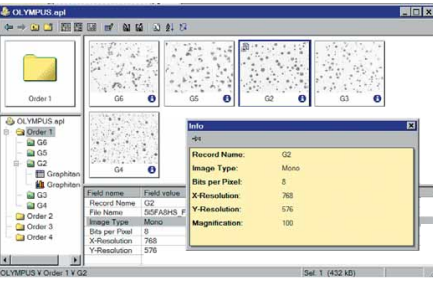 OLYMPUS.apl
Order 1
G6
G5
G2
G3
G4
OLYMPUS apl
Order 1
G6
G5
G2
Graphiten
Graphiten
G3
G4
Order 2
Order 3
Order 4
Info
Record Name: G2
Image Type: Mono
Bits per Pixel: 8
X-Resolution: 768
Y-Resolution: 576
Magnification: 100
Field name Field value
Record Name G2
File Name
Image Type Mono
Bits per Pixel 8
X-Resolution 768
Y-Resolution 576
OLYMPUS ¥ Order 1 ¥ G2
Sel. 1 (432 kB)